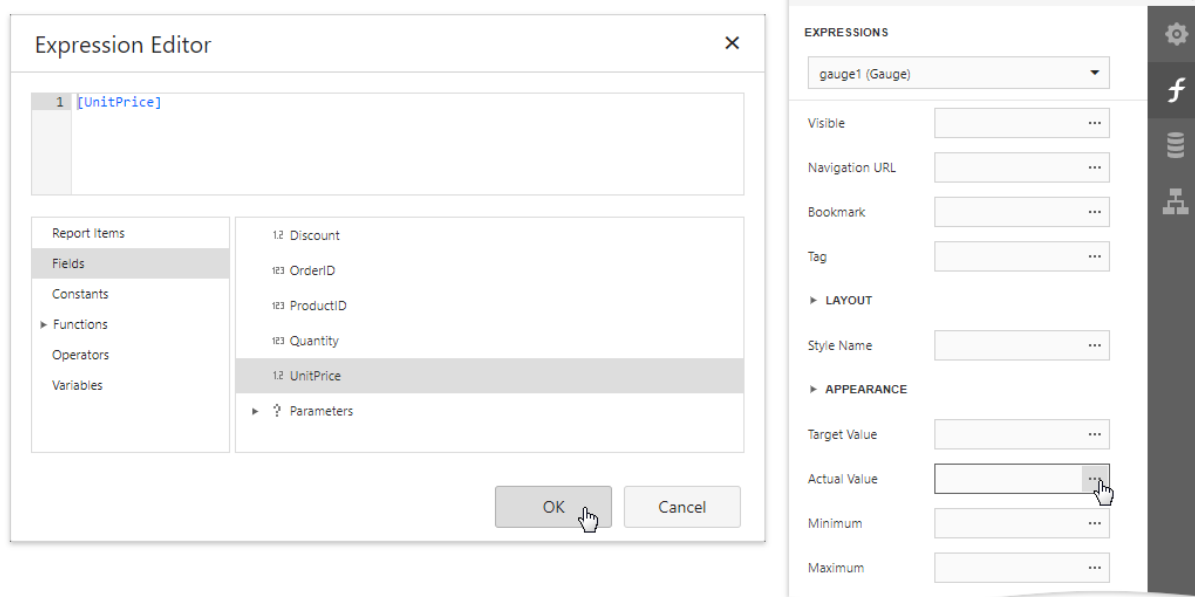 Expression Editor
1 [UnitPrice]
Report Items
Fields
Constants
Functions
Operators
Variables
1.2 Discount
123 OrderID
123 ProductID
123 Quantity
1.2 UnitPrice
? Parameters
OK
Cancel
EXPRESSIONS
gauge1 (Gauge)
Visible
Navigation URL
Bookmark
Tag
LAYOUT
Style Name
APPEARANCE
Target Value
Actual Value
Minimum
Maximum